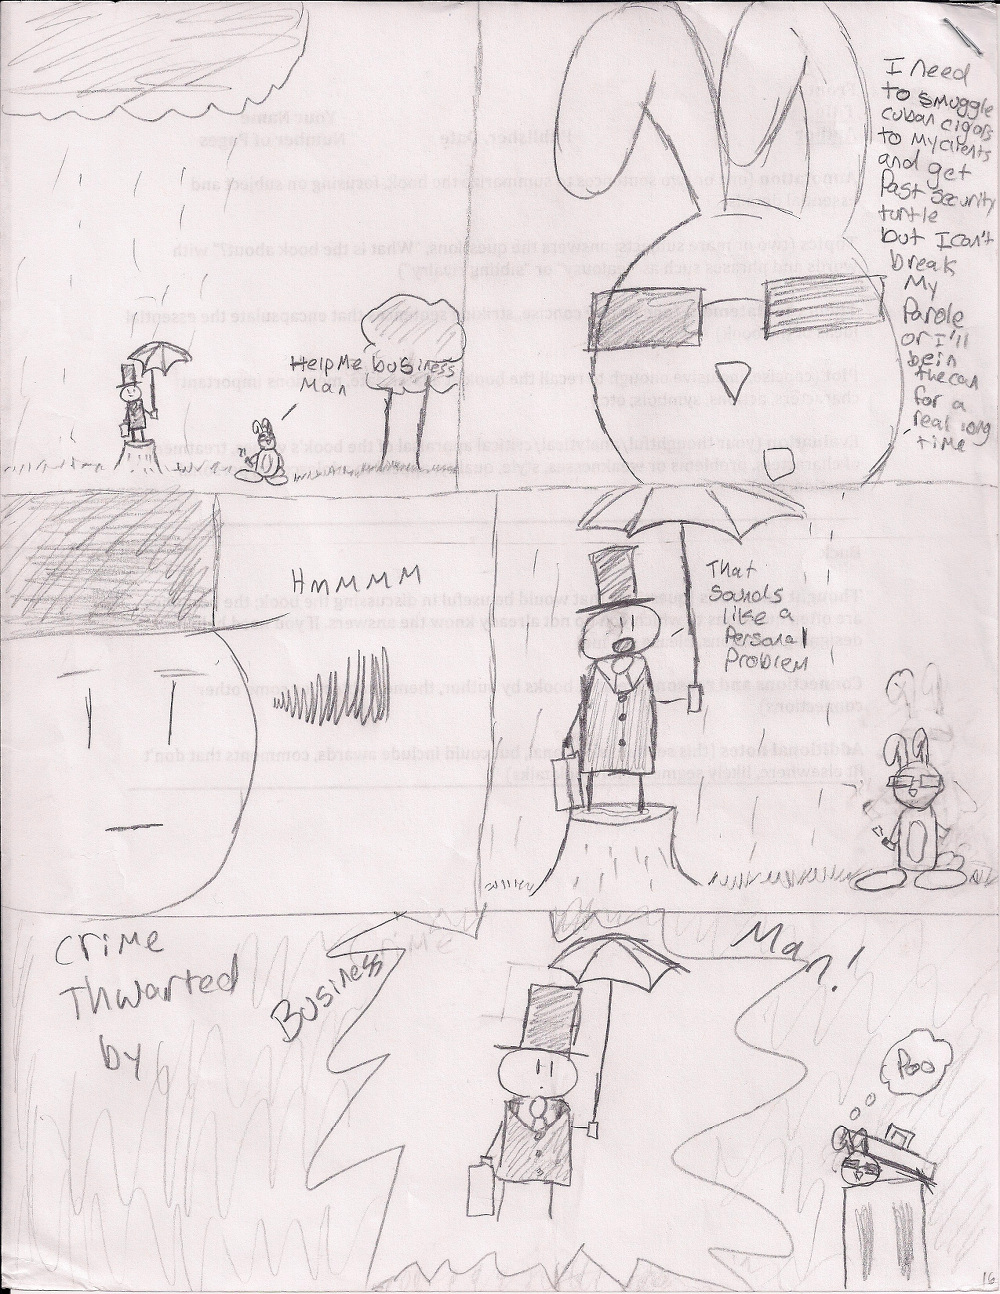 Help Me business
Man
I need
to smuggle
cuban cigars
to my clients
and get
Past security
turtle
but I can't
break
My
Parole
or I'll
be in
the can
for a
real long
time
HMMMM
That
Sounds
like a
Personal
Problem
Crime
Thwarted
by
Business
Man!
Poo
16